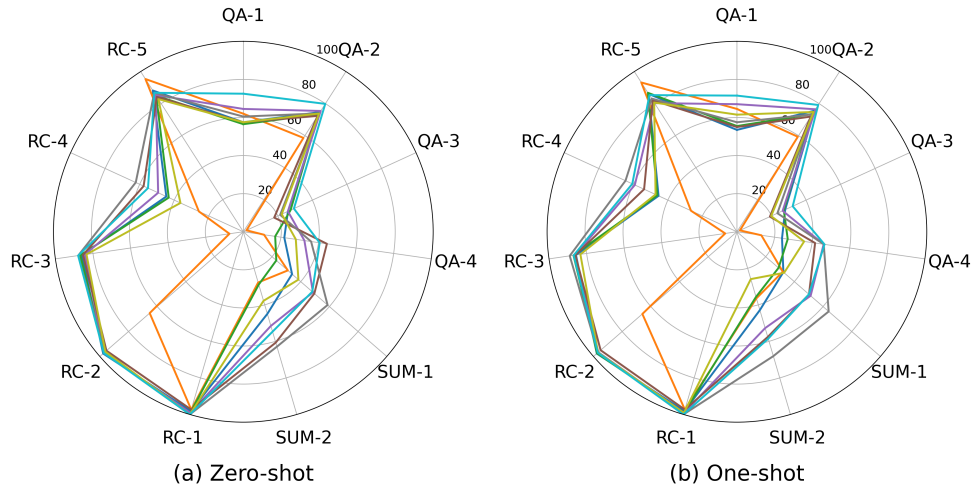 QA-1
QA-2
QA-3
QA-4
SUM-1
SUM-2
RC-1
RC-2
RC-3
RC-4
RC-5
20
40
60
80
100
(a) Zero-shot
QA-1
QA-2
QA-3
QA-4
SUM-1
SUM-2
RC-1
RC-2
RC-3
RC-4
RC-5
20
40
60
80
100
(b) One-shot